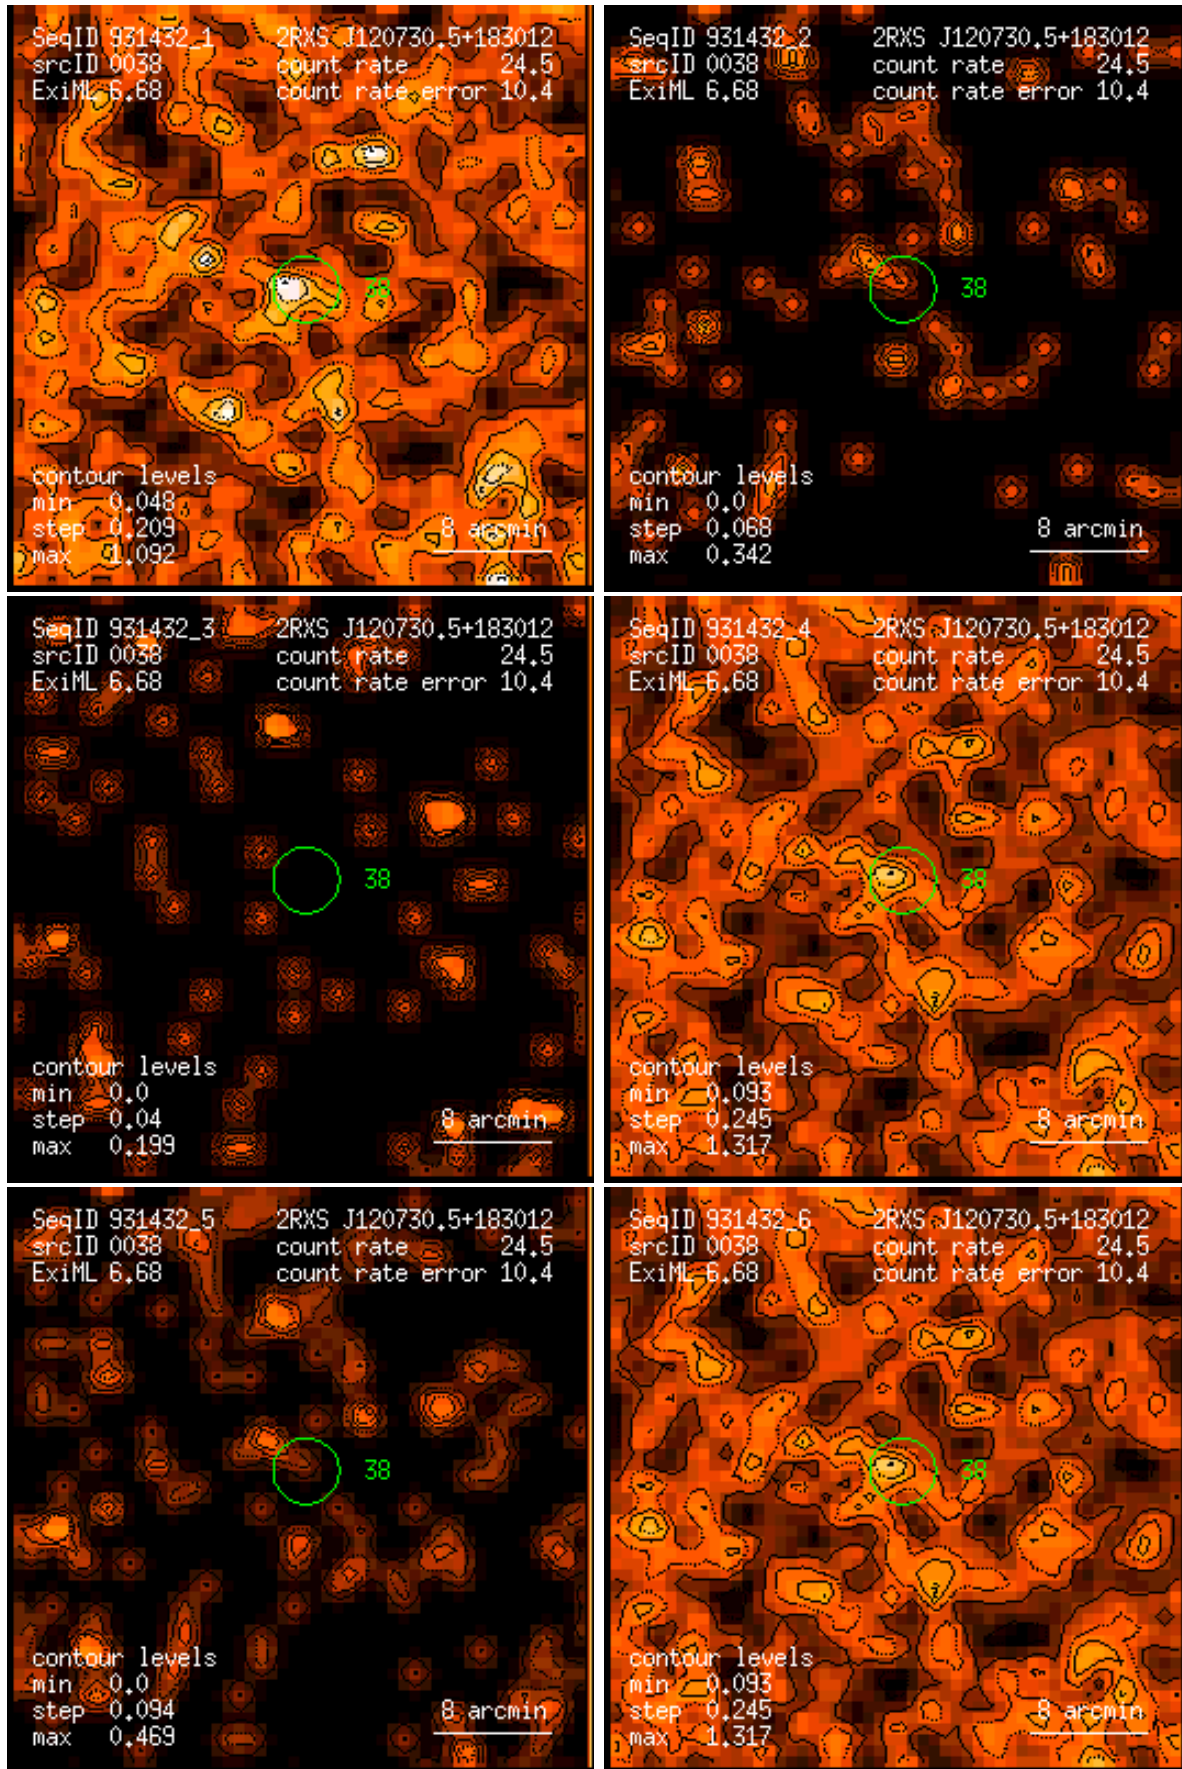 SeqID 931432_1 2RXS J120730.5+183012
srcID 0038 count rate 24.5
ExiML 6.68 count rate error 10.4
38
contour levels
min 0.048
step 0.209
max 1.092
8 arcmin
SeqID 931432_2 2RXS J120730.5+183012
srcID 0038 count rate 24.5
ExiML 6.68 count rate error 10.4
38
contour levels
min 0.0
step 0.068
max 0.342
8 arcmin
SeqID 931432_3 2RXS J120730.5+183012
srcID 0038 count rate 24.5
ExiML 6.68 count rate error 10.4
38
contour levels
min 0.0
step 0.04
max 0.199
8 arcmin
SeqID 931432_4 2RXS J120730.5+183012
srcID 0038 count rate 24.5
ExiML 6.68 count rate error 10.4
38
contour levels
min 0.093
step 0.245
max 1.317
8 arcmin
SeqID 931432_5 2RXS J120730.5+183012
srcID 0038 count rate 24.5
ExiML 6.68 count rate error 10.4
38
contour levels
min 0.0
step 0.094
max 0.469
8 arcmin
SeqID 931432_6 2RXS J120730.5+183012
srcID 0038 count rate 24.5
ExiML 6.68 count rate error 10.4
38
contour levels
min 0.093
step 0.245
max 1.317
8 arcmin